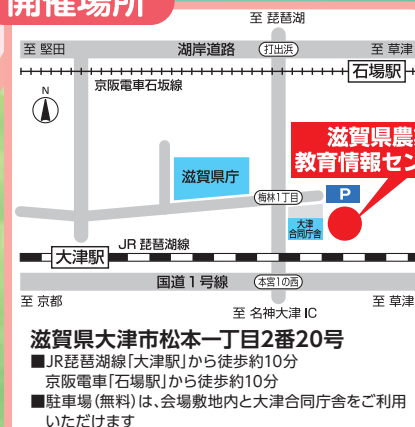 開催場所
至 琵琶湖
至 堅田
湖岸道路
打出浜
至 草津
石場駅
京阪電車石坂線
N
滋賀県農
教育情報セン
滋賀県庁
梅林1丁目
P
大津
合同庁舎
JR 琵琶湖線
大津駅
国道1号線
本宮1の西
至 京都
至 名神大津 IC
至 草津
滋賀県大津市松本一丁目2番20号
■JR琵琶湖線「大津駅」から徒歩約10分
京阪電車「石場駅」から徒歩約10分
■駐車場(無料)は、会場敷地内と大津合同庁舎をご利用
いただけます